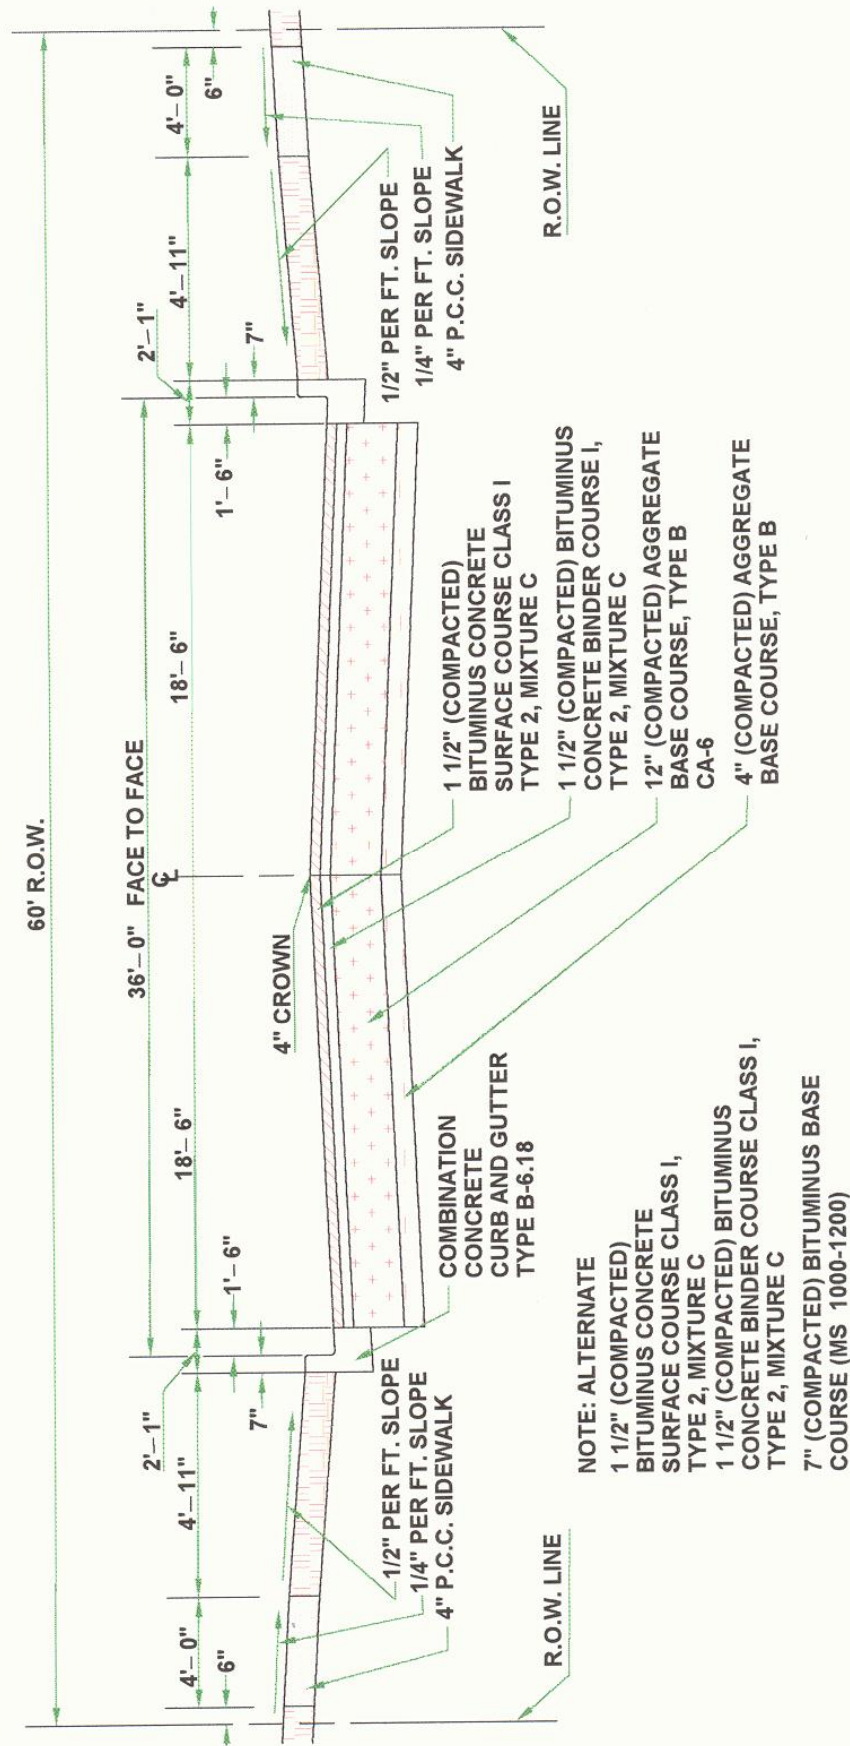 60' R.O.W.
36'-0" FACE TO FACE
2'-1"
2'-1"
4'-0"
4'-11"
18'-6"
18'-6"
4'-11"
4'-0"
6"
7"
1'-6"
1'-6"
7"
6"
CL
4" CROWN
1/2" PER FT. SLOPE
1/4" PER FT. SLOPE
4" P.C.C. SIDEWALK
COMBINATION
CONCRETE
CURB AND GUTTER
TYPE B-6.18
1 1/2" (COMPACTED)
BITUMINUS CONCRETE
SURFACE COURSE CLASS I
TYPE 2, MIXTURE C
1/2" PER FT. SLOPE
1/4" PER FT. SLOPE
4" P.C.C. SIDEWALK
R.O.W. LINE
R.O.W. LINE
1 1/2" (COMPACTED) BITUMINUS
CONCRETE BINDER COURSE I,
TYPE 2, MIXTURE C
12" (COMPACTED) AGGREGATE
BASE COURSE, TYPE B
CA-6
4" (COMPACTED) AGGREGATE
BASE COURSE, TYPE B
NOTE: ALTERNATE
1 1/2" (COMPACTED)
BITUMINUS CONCRETE
SURFACE COURSE CLASS I,
TYPE 2, MIXTURE C
1 1/2" (COMPACTED) BITUMINUS
CONCRETE BINDER COURSE CLASS I,
TYPE 2, MIXTURE C
7" (COMPACTED) BITUMINUS BASE
COURSE (MS 1000-1200)